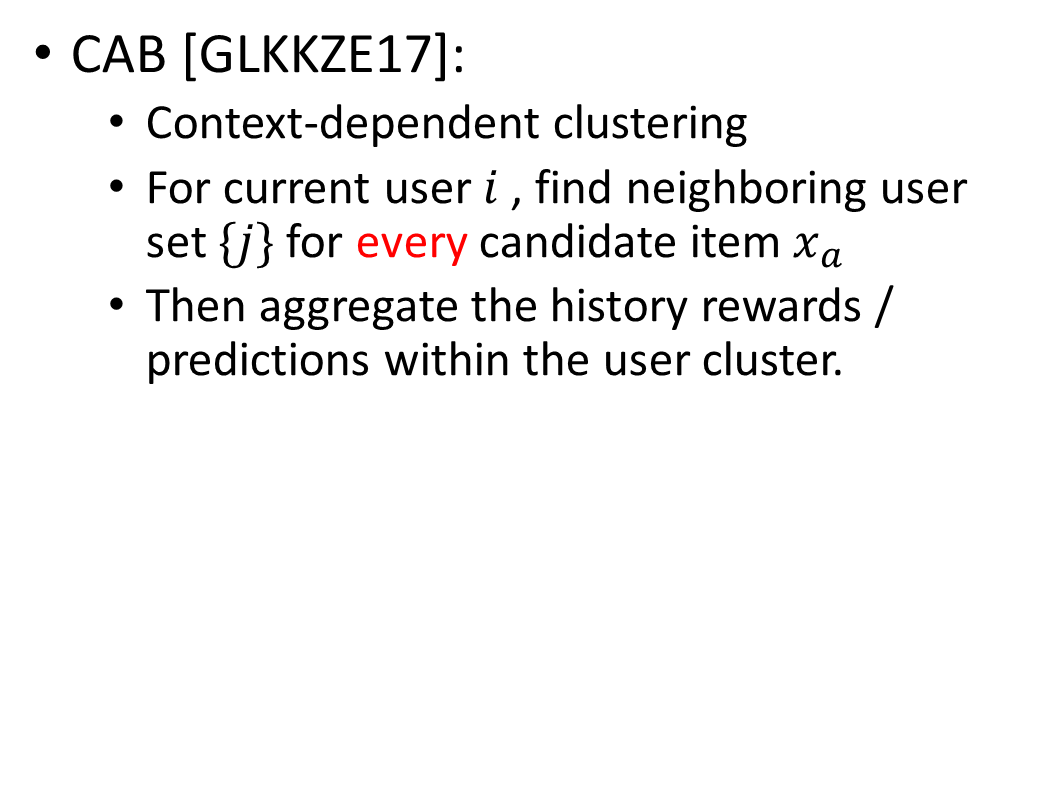 • CAB [GLKKZE17]:
• Context-dependent clustering
• For current user 𝑖 , find neighboring user
set {𝑗} for every candidate item 𝑥ₐ
• Then aggregate the history rewards /
predictions within the user cluster.